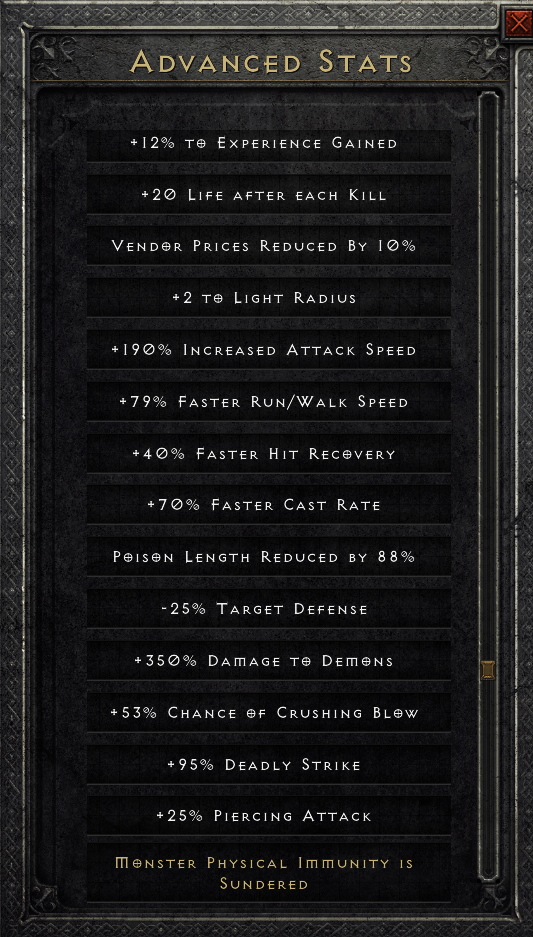 Advanced Stats
+12% to Experience Gained
+20 Life after each Kill
Vendor Prices Reduced By 10%
+2 to Light Radius
+190% Increased Attack Speed
+79% Faster Run/Walk Speed
+40% Faster Hit Recovery
+70% Faster Cast Rate
Poison Length Reduced by 88%
-25% Target Defense
+350% Damage to Demons
+53% Chance of Crushing Blow
+95% Deadly Strike
+25% Piercing Attack
Monster Physical Immunity is
Sundered